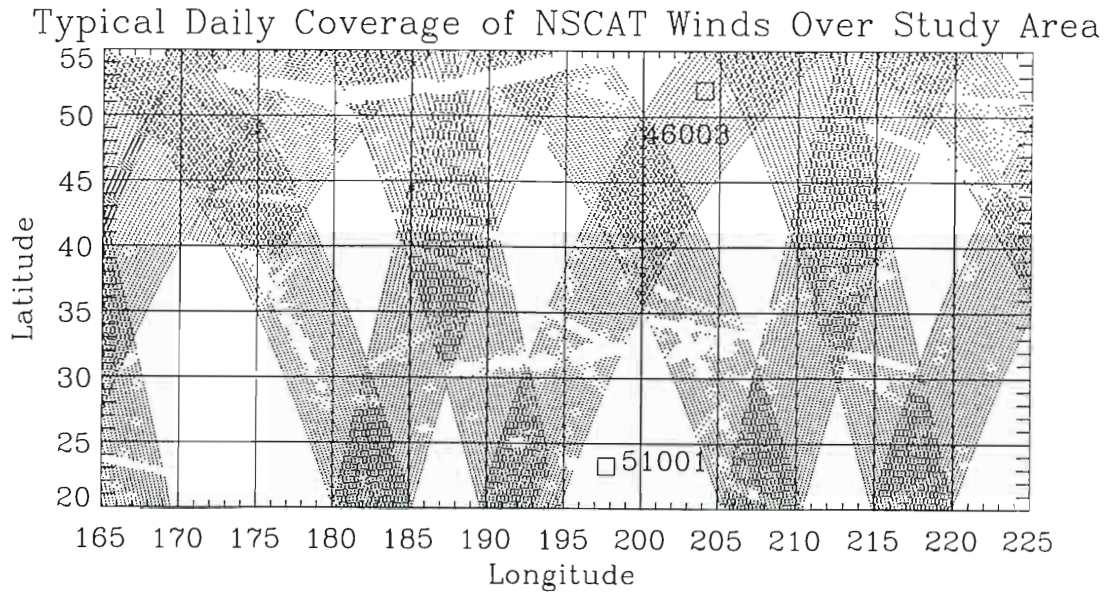 Typical Daily Coverage of NSCAT Winds Over Study Area
55
50
46003
45
40
35
30
25
51001
20
Latitude
165 170 175 180 185 190 195 200 205 210 215 220 225
Longitude